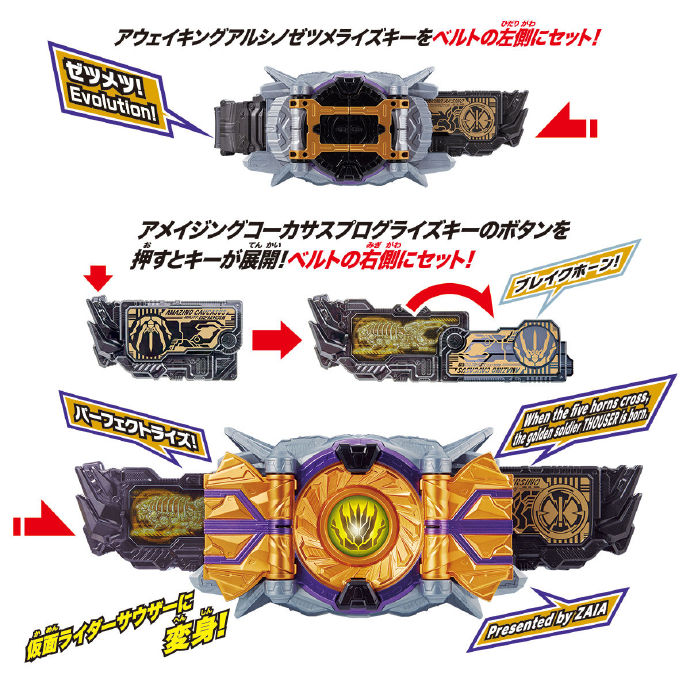 アウェイキングアルシノゼツメライズキーをベルトの左側にセット!
ゼツメツ!
Evolution!
アメイジングコーカサスプログライズキーのボタンを
押すとキーが展開!ベルトの右側にセット!
ブレイクホーン!
AMAZING CAUCASUS
AMAZING CAUCASUS
パーフェクトライズ!
When the five horns cross,
the golden soldier THOUSER is born.
仮面ライダーサウザーに
変身!
Presented by ZAIA